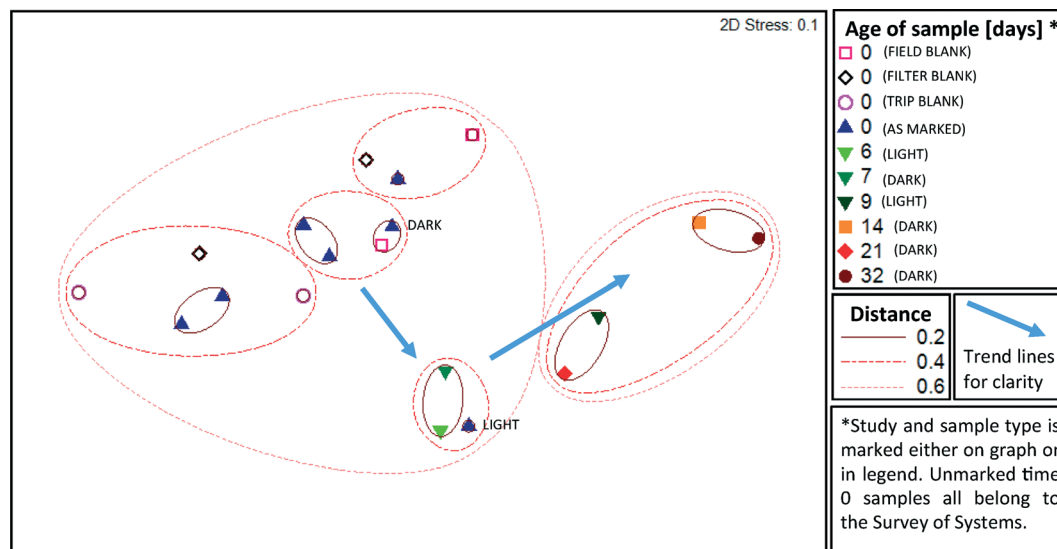 2D Stress: 0.1
DARK
LIGHT
Age of sample [days] *
0 (FIELD BLANK)
0 (FILTER BLANK)
0 (TRIP BLANK)
0 (AS MARKED)
6 (LIGHT)
7 (DARK)
9 (LIGHT)
14 (DARK)
21 (DARK)
32 (DARK)
Distance
0.2
0.4
0.6
Trend lines
for clarity
*Study and sample type is
marked either on graph or
in legend. Unmarked time
0 samples all belong to
the Survey of Systems.